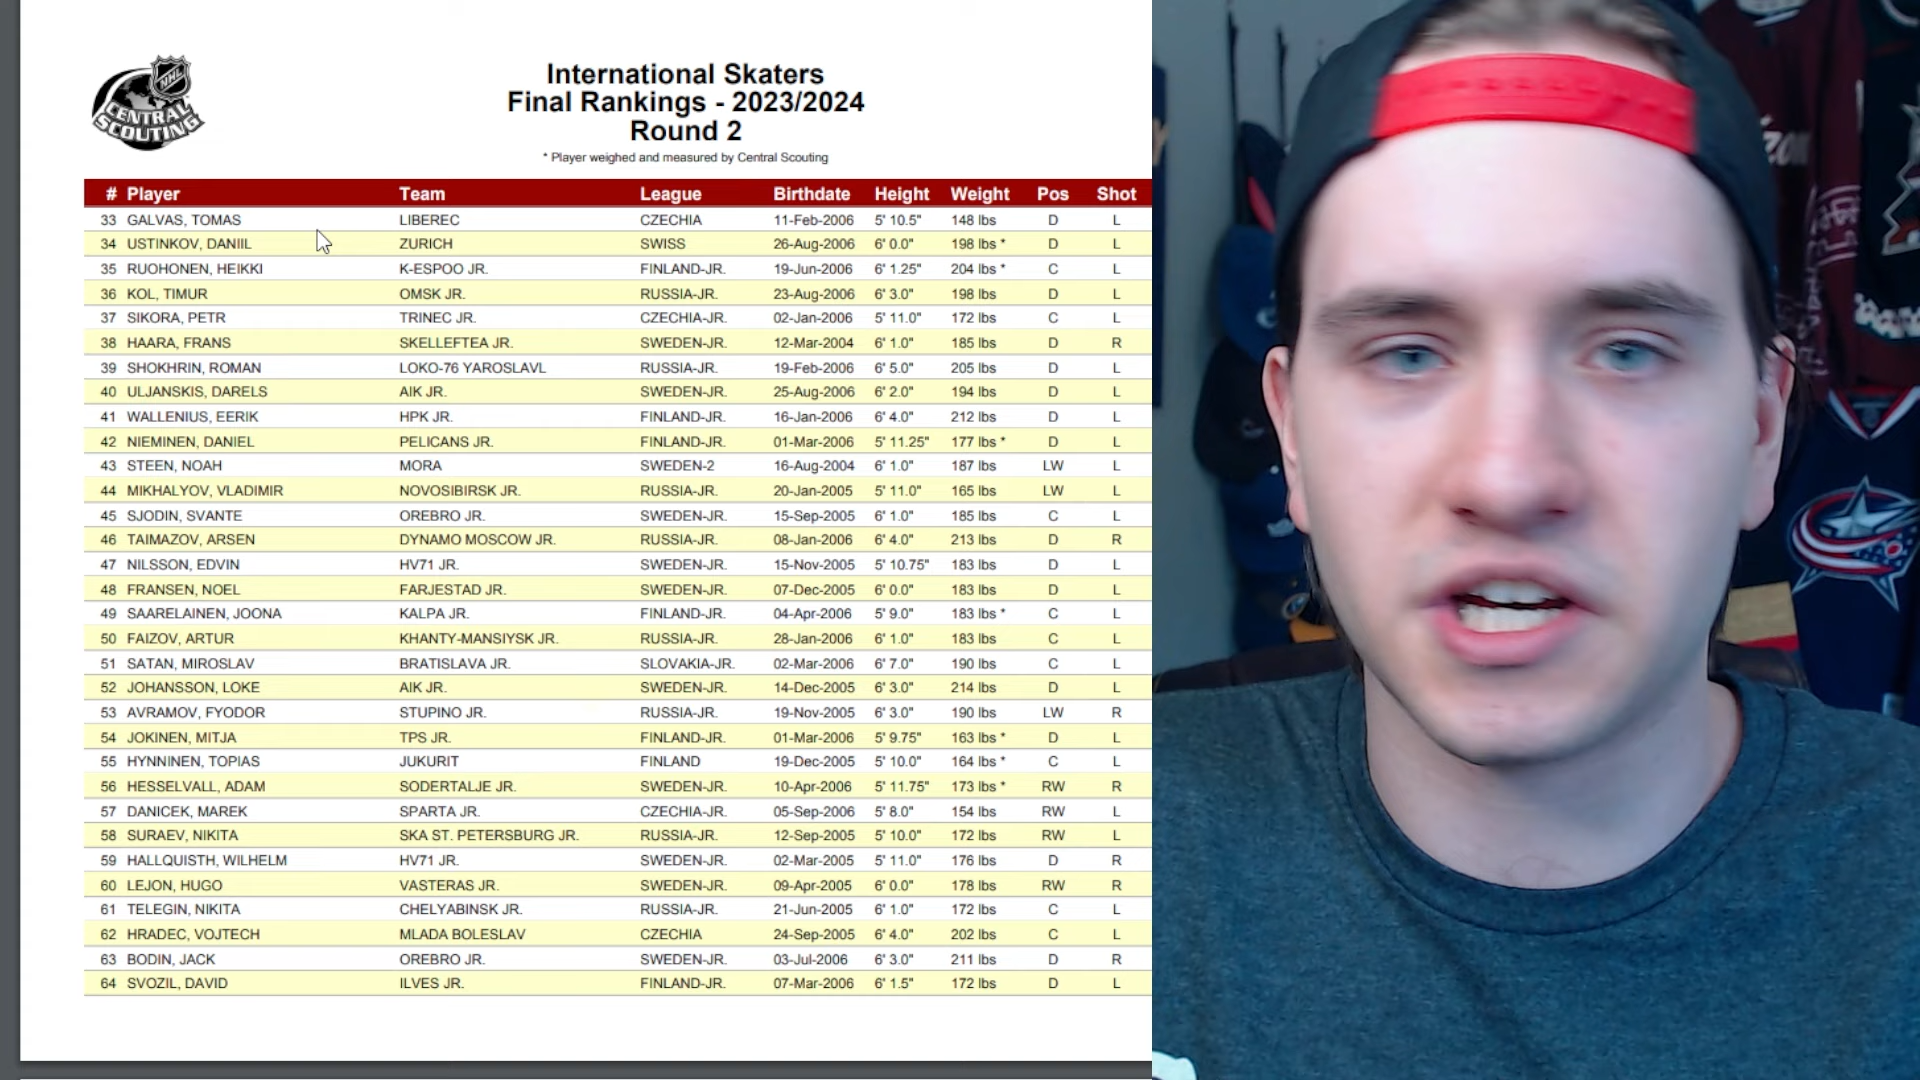 NHL
CENTRAL
SCOUTING
International Skaters
Final Rankings - 2023/2024
Round 2
* Player weighed and measured by Central Scouting
# Player Team League Birthdate Height Weight Pos Shot
33 GALVAS, TOMAS LIBEREC CZECHIA 11-Feb-2006 5' 10.5" 148 lbs D L
34 USTINKOV, DANIIL ZURICH SWISS 26-Aug-2006 6' 0.0" 198 lbs * D L
35 RUOHONEN, HEIKKI K-ESPOO JR. FINLAND-JR. 19-Jun-2006 6' 1.25" 204 lbs * C L
36 KOL, TIMUR OMSK JR. RUSSIA-JR. 23-Aug-2006 6' 3.0" 198 lbs D L
37 SIKORA, PETR TRINEC JR. CZECHIA-JR. 02-Jan-2006 5' 11.0" 172 lbs C L
38 HAARA, FRANS SKELLEFTEA JR. SWEDEN-JR. 12-Mar-2004 6' 1.0" 185 lbs D R
39 SHOKHRIN, ROMAN LOKO-76 YAROSLAVL RUSSIA-JR. 19-Feb-2006 6' 5.0" 205 lbs D L
40 ULJANSKIS, DARELS AIK JR. SWEDEN-JR. 25-Aug-2006 6' 2.0" 194 lbs D L
41 WALLENIUS, EERIK HPK JR. FINLAND-JR. 16-Jan-2006 6' 4.0" 212 lbs D L
42 NIEMINEN, DANIEL PELICANS JR. FINLAND-JR. 01-Mar-2006 5' 11.25" 177 lbs * D L
43 STEEN, NOAH MORA SWEDEN-2 16-Aug-2004 6' 1.0" 187 lbs LW L
44 MIKHALYOV, VLADIMIR NOVOSIBIRSK JR. RUSSIA-JR. 20-Jan-2005 5' 11.0" 165 lbs LW L
45 SJODIN, SVANTE OREBRO JR. SWEDEN-JR. 15-Sep-2005 6' 1.0" 185 lbs C L
46 TAIMAZOV, ARSEN DYNAMO MOSCOW JR. RUSSIA-JR. 08-Jan-2006 6' 4.0" 213 lbs D R
47 NILSSON, EDVIN HV71 JR. SWEDEN-JR. 15-Nov-2005 5' 10.75" 183 lbs D L
48 FRANSEN, NOEL FARJESTAD JR. SWEDEN-JR. 07-Dec-2005 6' 0.0" 183 lbs D L
49 SAARELAINEN, JOONA KALPA JR. FINLAND-JR. 04-Apr-2006 5' 9.0" 183 lbs * C L
50 FAIZOV, ARTUR KHANTY-MANSIYSK JR. RUSSIA-JR. 28-Jan-2006 6' 1.0" 183 lbs C L
51 SATAN, MIROSLAV BRATISLAVA JR. SLOVAKIA-JR. 02-Mar-2006 6' 7.0" 190 lbs C L
52 JOHANSSON, LOKE AIK JR. SWEDEN-JR. 14-Dec-2005 6' 3.0" 214 lbs D L
53 AVRAMOV, FYODOR STUPINO JR. RUSSIA-JR. 19-Nov-2005 6' 3.0" 190 lbs LW R
54 JOKINEN, MITJA TPS JR. FINLAND-JR. 01-Mar-2006 5' 9.75" 163 lbs * D L
55 HYNNINEN, TOPIAS JUKURIT FINLAND 19-Dec-2005 5' 10.0" 164 lbs * C L
56 HESSELVALL, ADAM SODERTALJE JR. SWEDEN-JR. 10-Apr-2006 5' 11.75" 173 lbs * RW R
57 DANICEK, MAREK SPARTA JR. CZECHIA-JR. 05-Sep-2006 5' 8.0" 154 lbs RW L
58 SURAEV, NIKITA SKA ST. PETERSBURG JR. RUSSIA-JR. 12-Sep-2005 5' 10.0" 172 lbs RW L
59 HALLQUISTH, WILHELM HV71 JR. SWEDEN-JR. 02-Mar-2005 5' 11.0" 176 lbs D R
60 LEJON, HUGO VASTERAS JR. SWEDEN-JR. 09-Apr-2005 6' 0.0" 178 lbs RW R
61 TELEGIN, NIKITA CHELYABINSK JR. RUSSIA-JR. 21-Jun-2005 6' 1.0" 172 lbs C L
62 HRADEC, VOJTECH MLADA BOLESLAV CZECHIA 24-Sep-2005 6' 4.0" 202 lbs C L
63 BODIN, JACK OREBRO JR. SWEDEN-JR. 03-Jul-2006 6' 3.0" 211 lbs D R
64 SVOZIL, DAVID ILVES JR. FINLAND-JR. 07-Mar-2006 6' 1.5" 172 lbs D L